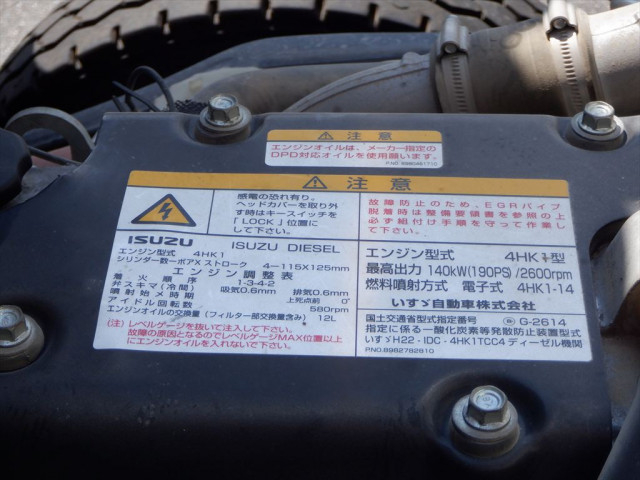 注意
エンジンオイルは、メーカー指定の
DPD対応オイルを使用願います。
注意
感電の恐れ有り。
ヘッドカバーを取り外
す時はキースイッチを
「LOCK」位置に
して下さい。
故障防止のため、EGRパイプ
脱着時は整備要領書を参照の上
必ず組付け手順を守って作業し
て下さい。
ISUZU ISUZU DIESEL
エンジン型式 4HK1
シリンダー数−ボアX ストローク 4−115X125mm
エンジン調整表
着火順序 1-3-4-2
弁スキマ(冷間) 吸気0.6mm 排気0.6mm
噴射始メ時期 上死点前 0°
アイドル回転数 580rpm
エンジンオイルの交換量(フィルター部交換量含み) 12L
(注)レベルゲージを抜いて注入して下さい。
故障の原因となるのでレベルゲージMAX位置以上
にエンジンオイルを入れないで下さい。
エンジン型式 4HK1型
最高出力 140kW(190PS)/2600rpm
燃料噴射方式 電子式 4HK1-14
いすゞ自動車株式会社
国土交通省型式指定番号 G-2614
指定に係る一酸化炭素等発散防止装置型式
いすゞH22-IDC-4HK1TCC4 ディーゼル機関
P.NO.8982782810